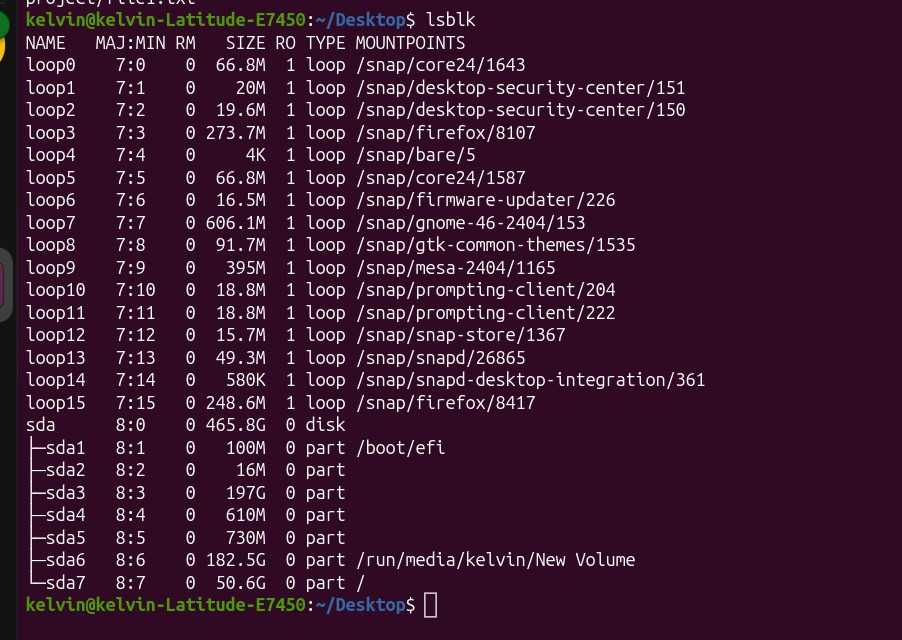 project/file1.txt
kelvin@kelvin-Latitude-E7450:~/Desktop$ lsblk
NAME   MAJ:MIN RM   SIZE RO TYPE MOUNTPOINTS
loop0    7:0    0  66.8M  1 loop /snap/core24/1643
loop1    7:1    0    20M  1 loop /snap/desktop-security-center/151
loop2    7:2    0  19.6M  1 loop /snap/desktop-security-center/150
loop3    7:3    0 273.7M  1 loop /snap/firefox/8107
loop4    7:4    0     4K  1 loop /snap/bare/5
loop5    7:5    0  66.8M  1 loop /snap/core24/1587
loop6    7:6    0  16.5M  1 loop /snap/firmware-updater/226
loop7    7:7    0 606.1M  1 loop /snap/gnome-46-2404/153
loop8    7:8    0  91.7M  1 loop /snap/gtk-common-themes/1535
loop9    7:9    0   395M  1 loop /snap/mesa-2404/1165
loop10   7:10   0  18.8M  1 loop /snap/prompting-client/204
loop11   7:11   0  18.8M  1 loop /snap/prompting-client/222
loop12   7:12   0  15.7M  1 loop /snap/snap-store/1367
loop13   7:13   0  49.3M  1 loop /snap/snapd/26865
loop14   7:14   0   580K  1 loop /snap/snapd-desktop-integration/361
loop15   7:15   0 248.6M  1 loop /snap/firefox/8417
sda      8:0    0 465.8G  0 disk
├─sda1   8:1    0   100M  0 part /boot/efi
├─sda2   8:2    0    16M  0 part
├─sda3   8:3    0   197G  0 part
├─sda4   8:4    0   610M  0 part
├─sda5   8:5    0   730M  0 part
├─sda6   8:6    0 182.5G  0 part /run/media/kelvin/New Volume
└─sda7   8:7    0  50.6G  0 part /
kelvin@kelvin-Latitude-E7450:~/Desktop$